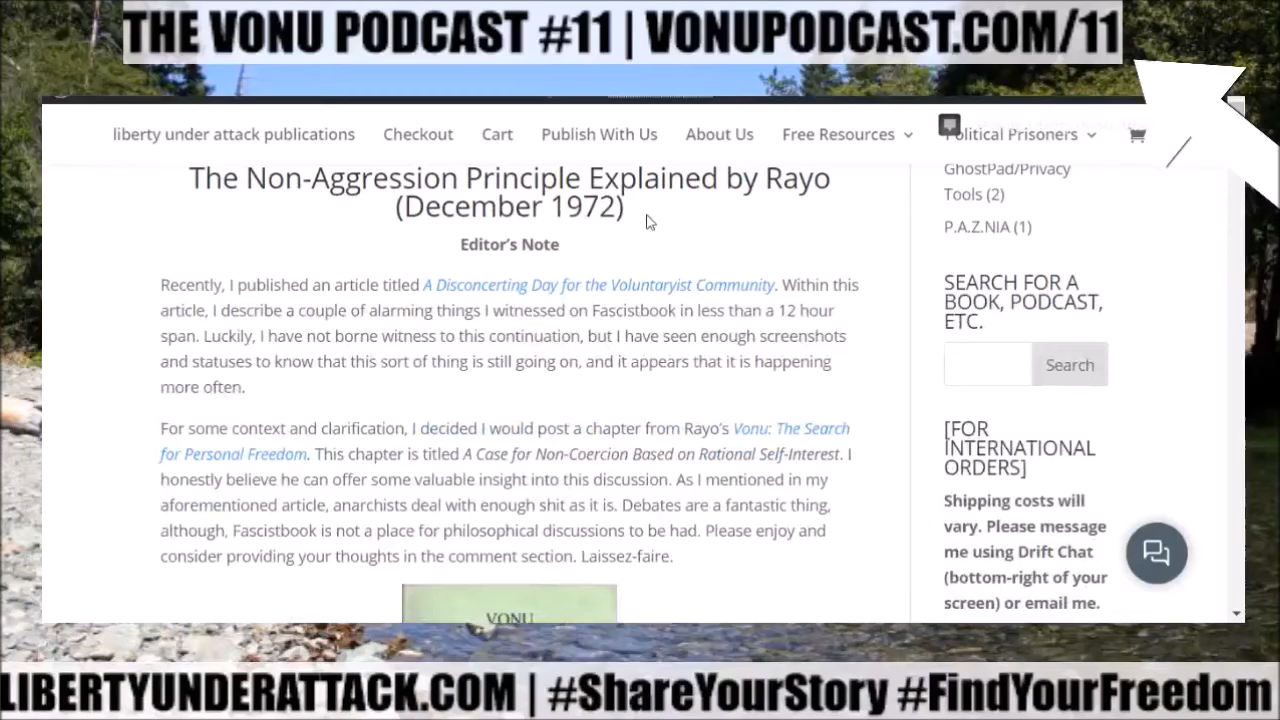 THE VONU PODCAST #11 | VONUPODCAST.COM/11
liberty under attack publications Checkout Cart Publish With Us About Us Free Resources Political Prisoners
The Non-Aggression Principle Explained by Rayo
(December 1972)
Editor's Note
Recently, I published an article titled A Disconcerting Day for the Voluntaryist Community. Within this
article, I describe a couple of alarming things I witnessed on Fascistbook in less than a 12 hour
span. Luckily, I have not borne witness to this continuation, but I have seen enough screenshots
and statuses to know that this sort of thing is still going on, and it appears that it is happening
more often.
For some context and clarification, I decided I would post a chapter from Rayo's Vonu: The Search
for Personal Freedom. This chapter is titled A Case for Non-Coercion Based on Rational Self-Interest. I
honestly believe he can offer some valuable insight into this discussion. As I mentioned in my
aforementioned article, anarchists deal with enough shit as it is. Debates are a fantastic thing,
although, Fascistbook is not a place for philosophical discussions to be had. Please enjoy and
consider providing your thoughts in the comment section. Laissez-faire.
VONU
GhostPad/Privacy
Tools (2)
P.A.Z.NIA (1)
SEARCH FOR A
BOOK, PODCAST,
ETC.
Search
[FOR
INTERNATIONAL
ORDERS]
Shipping costs will
vary. Please message
me using Drift Chat
(bottom-right of your
screen) or email me.
LIBERTYUNDERATTACK.COM | #ShareYourStory #FindYourFreedom